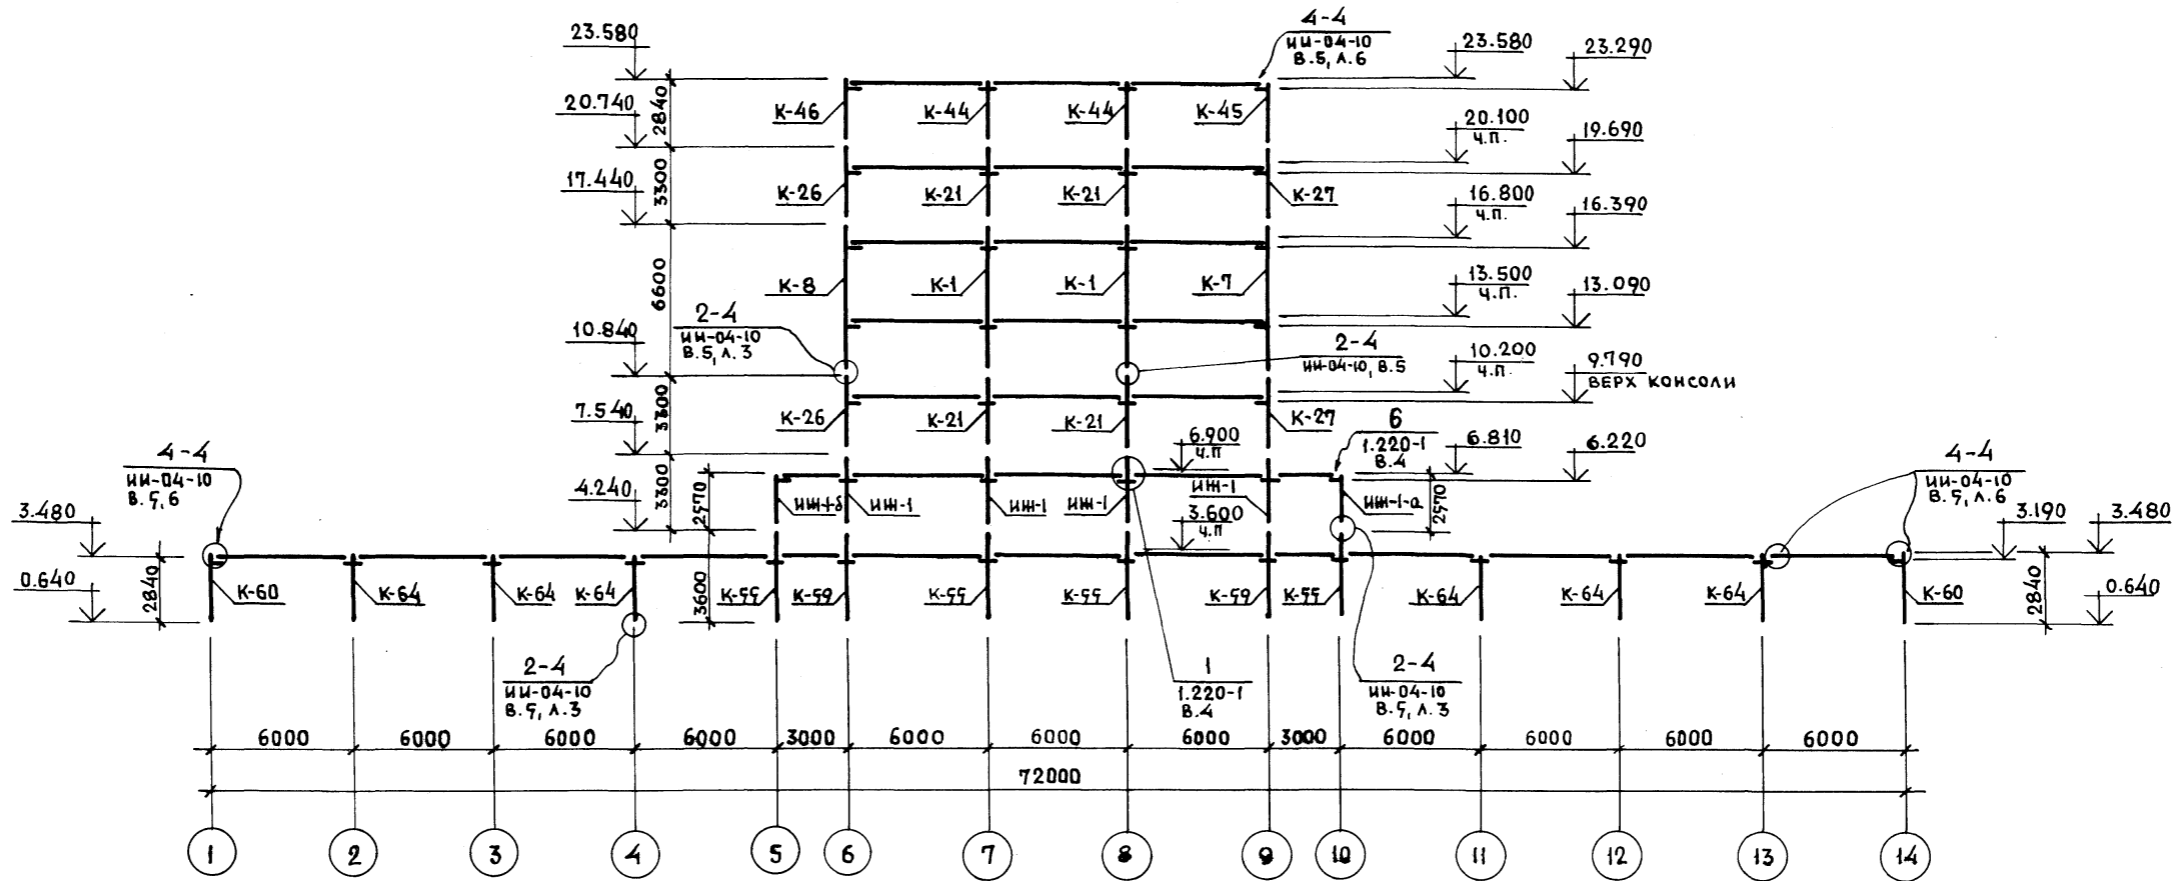 4-4
ИИ-04-10
В.5, Л.6
23.580
23.580
23.290
2840
К-46
К-44
К-44
К-45
20.740
20.100
Ч.П.
19.690
3300
17.440
К-26
К-21
К-21
К-27
16.800
Ч.П.
16.390
6600
К-8
К-1
К-1
К-7
13.500
Ч.П.
13.090
2-4
ИИ-04-10
В.5, Л.3
10.840
2-4
ИИ-04-10, В.5
10.200
Ч.П.
9.790
ВЕРХ КОНСОЛИ
3300
7.540
К-26
К-21
К-21
К-27
6
1.220-1
В.4
6.900
Ч.П
6.810
6.220
4-4
ИИ-04-10
В.5,6
4-4
ИИ-04-10
В.5, Л.6
3300
2570
4.240
ИЖ-1-б
ИЖ-1
ИЖ-1
ИЖ-1
ИЖ-1
ИЖ-1-а
2570
3.480
3.600
Ч.П
3.190
3.480
0.640
2840
К-60
К-64
К-64
К-64
3600
К-55
К-59
К-55
К-55
К-59
К-55
К-64
К-64
К-64
К-60
2840
0.640
2-4
ИИ-04-10
В.5, Л.3
1
1.220-1
В.4
2-4
ИИ-04-10
В.5, Л.3
6000
6000
6000
6000
3000
6000
6000
6000
3000
6000
6000
6000
6000
72000
1
2
3
4
5
6
7
8
9
10
11
12
13
14